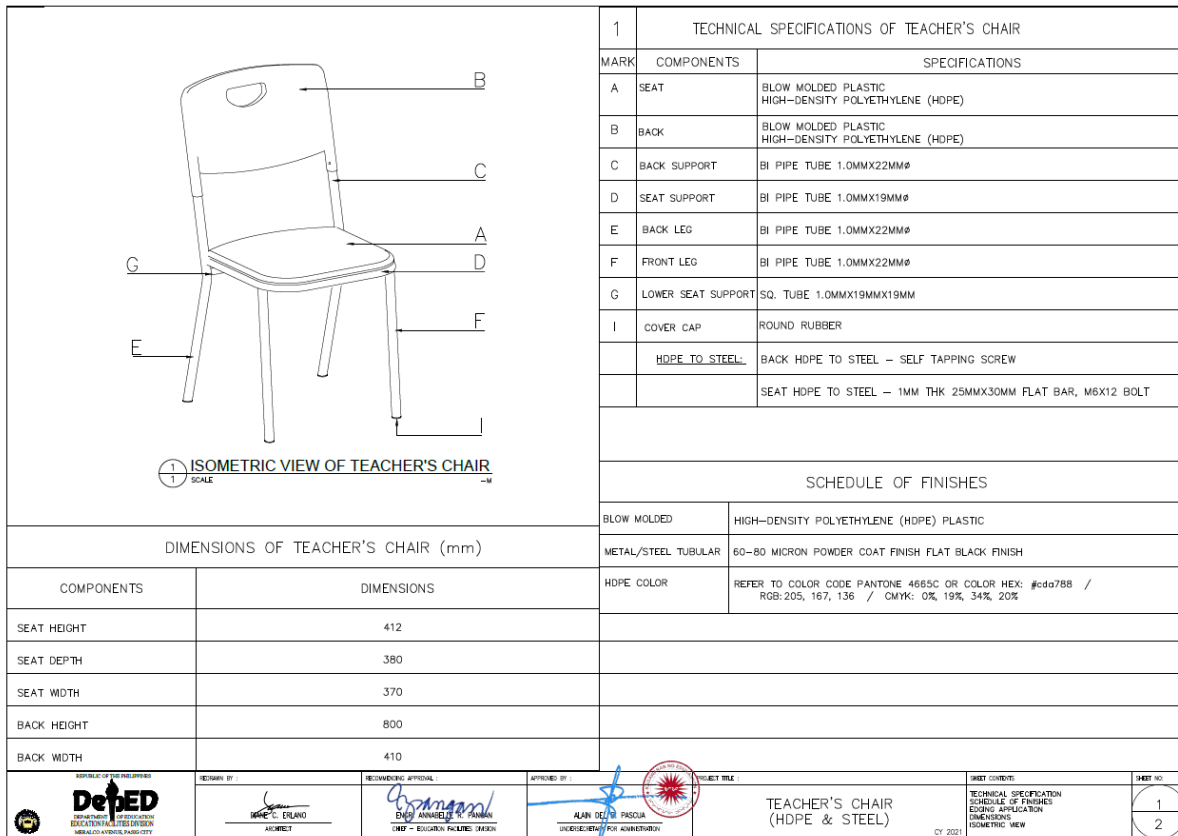 B
C
A
D
G
F
E
I
1
1
ISOMETRIC VIEW OF TEACHER'S CHAIR
SCALE
-M
1 TECHNICAL SPECIFICATIONS OF TEACHER'S CHAIR
MARK COMPONENTS SPECIFICATIONS
A SEAT BLOW MOLDED PLASTIC
HIGH-DENSITY POLYETHYLENE (HDPE)
B BACK BLOW MOLDED PLASTIC
HIGH-DENSITY POLYETHYLENE (HDPE)
C BACK SUPPORT BI PIPE TUBE 1.0MMX22MMø
D SEAT SUPPORT BI PIPE TUBE 1.0MMX19MMø
E BACK LEG BI PIPE TUBE 1.0MMX22MMø
F FRONT LEG BI PIPE TUBE 1.0MMX22MMø
G LOWER SEAT SUPPORT SQ. TUBE 1.0MMX19MMX19MM
I COVER CAP ROUND RUBBER
HDPE TO STEEL: BACK HDPE TO STEEL - SELF TAPPING SCREW
SEAT HDPE TO STEEL - 1MM THK 25MMX30MM FLAT BAR, M6X12 BOLT
SCHEDULE OF FINISHES
BLOW MOLDED HIGH-DENSITY POLYETHYLENE (HDPE) PLASTIC
METAL/STEEL TUBULAR 60-80 MICRON POWDER COAT FINISH FLAT BLACK FINISH
HDPE COLOR REFER TO COLOR CODE PANTONE 4665C OR COLOR HEX: #cda788 /
RGB: 205, 167, 136 / CMYK: 0%, 19%, 34%, 20%
DIMENSIONS OF TEACHER'S CHAIR (mm)
COMPONENTS DIMENSIONS
SEAT HEIGHT 412
SEAT DEPTH 380
SEAT WIDTH 370
BACK HEIGHT 800
BACK WIDTH 410
REPUBLIC OF THE PHILIPPINES
DepED
DEPARTMENT OF EDUCATION
EDUCATION FACILITIES DIVISION
MERALCO AVENUE, PASIG CITY
REDRAWN BY :
C. ERLANO
ARCHITECT
RECOMMENDING APPROVAL :
ENGR. ANNABELLE R. PANGAN
CHIEF - EDUCATION FACILITIES DIVISION
APPROVED BY :
ALAIN DEL B. PASCUA
UNDERSECRETARY FOR ADMINISTRATION
PROJECT TITLE :
TEACHER'S CHAIR
(HDPE & STEEL)
CY 2021
SHEET CONTENTS
TECHNICAL SPECIFICATION
SCHEDULE OF FINISHES
EDGING APPLICATION
DIMENSIONS
ISOMETRIC VIEW
SHEET NO:
1
2